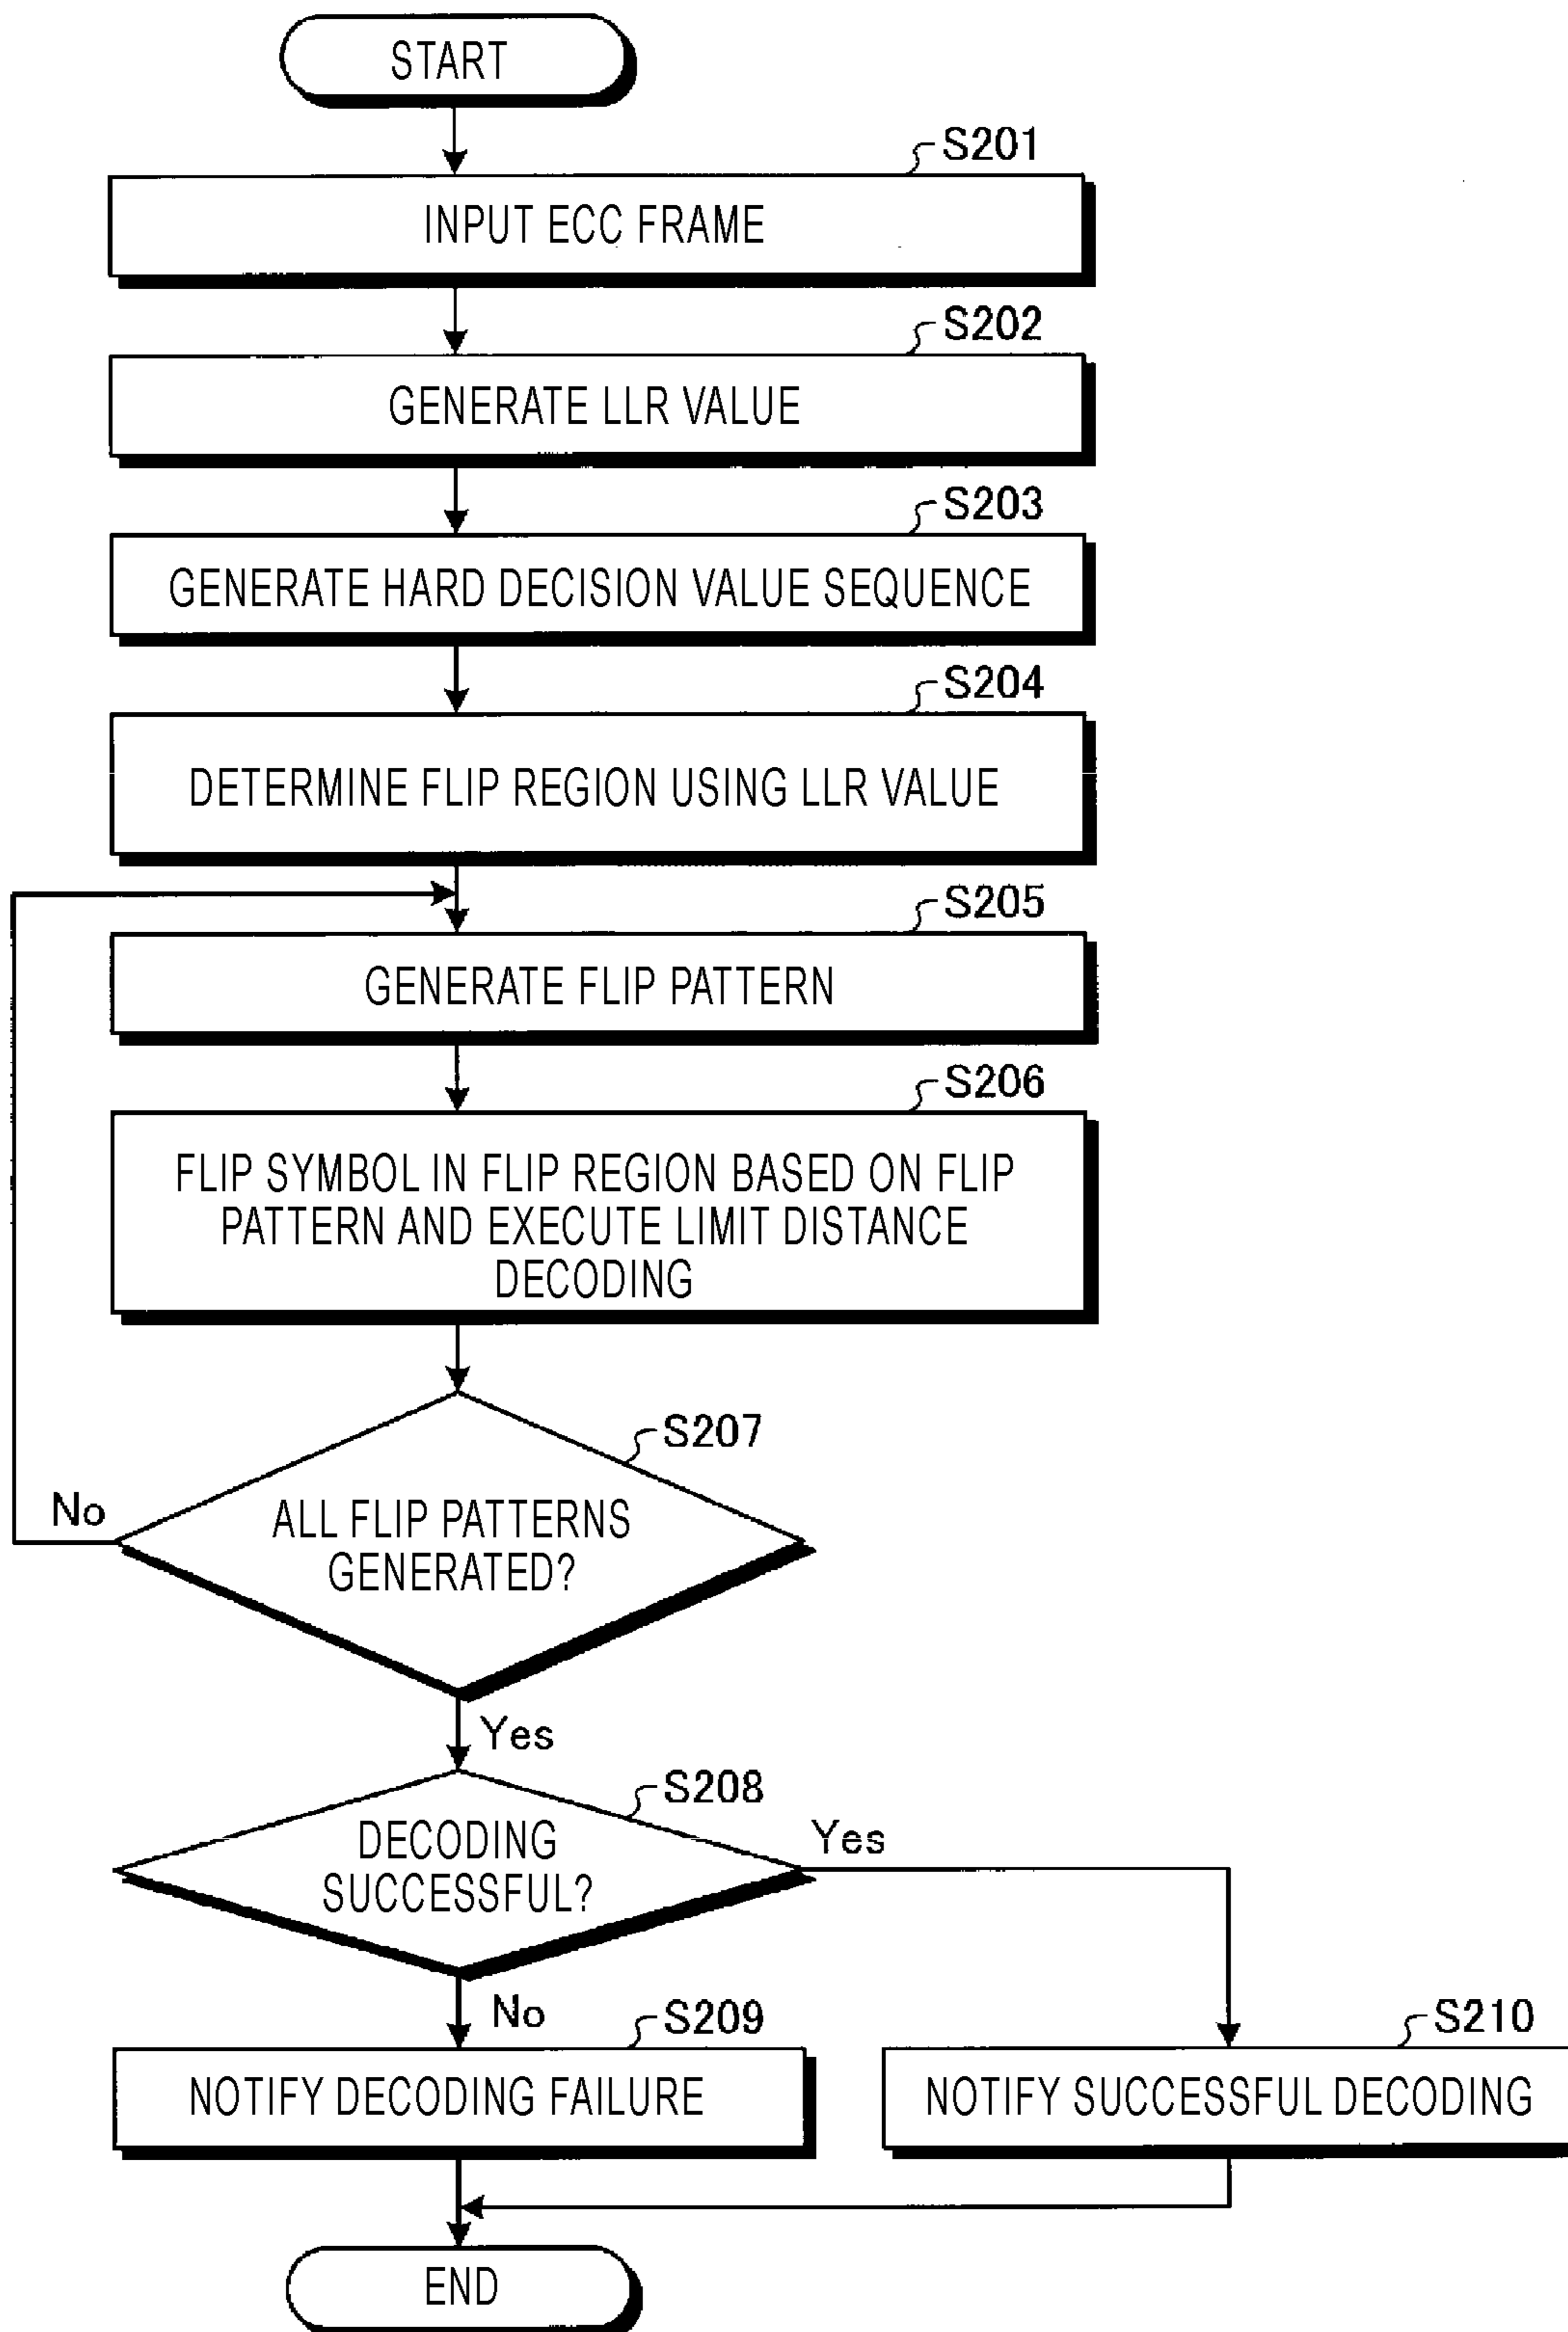 START
S201
INPUT ECC FRAME
S202
GENERATE LLR VALUE
S203
GENERATE HARD DECISION VALUE SEQUENCE
S204
DETERMINE FLIP REGION USING LLR VALUE
S205
GENERATE FLIP PATTERN
S206
FLIP SYMBOL IN FLIP REGION BASED ON FLIP
PATTERN AND EXECUTE LIMIT DISTANCE
DECODING
S207
ALL FLIP PATTERNS
GENERATED?
No
Yes
S208
DECODING
SUCCESSFUL?
Yes
No
S209
NOTIFY DECODING FAILURE
S210
NOTIFY SUCCESSFUL DECODING
END